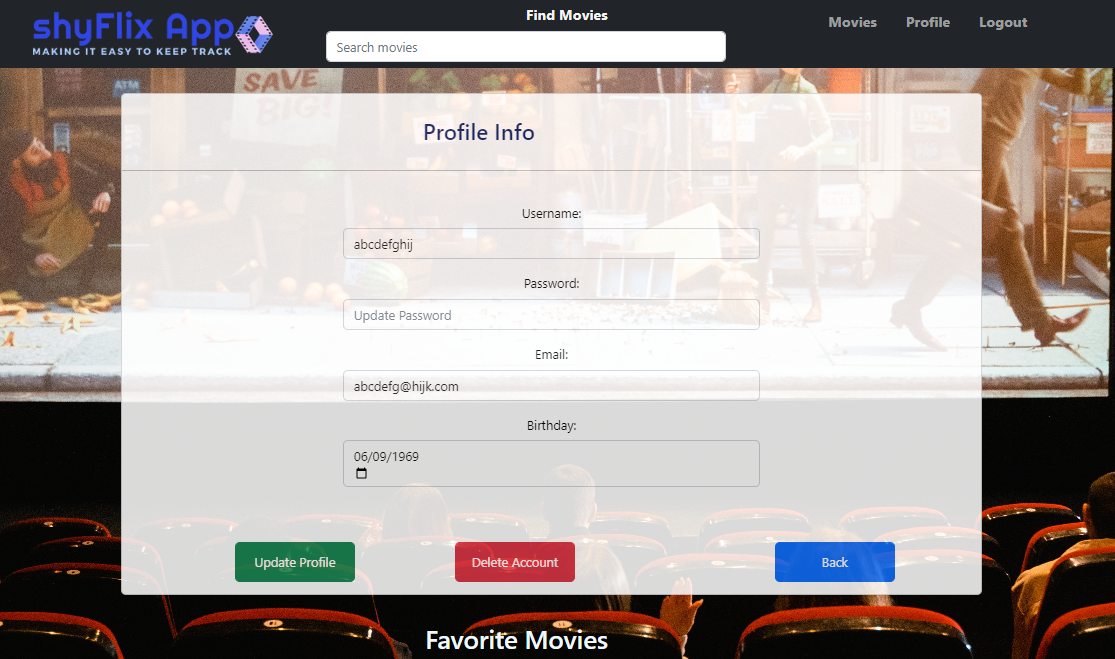 shyFlix App
MAKING IT EASY TO KEEP TRACK
Find Movies
Search movies
Movies
Profile
Logout
ATM
SAVE
BIG!
Profile Info
Username:
abcdefghij
Password:
Update Password
Email:
abcdefg@hijk.com
Birthday:
06/09/1969
Update Profile
Delete Account
Back
Favorite Movies